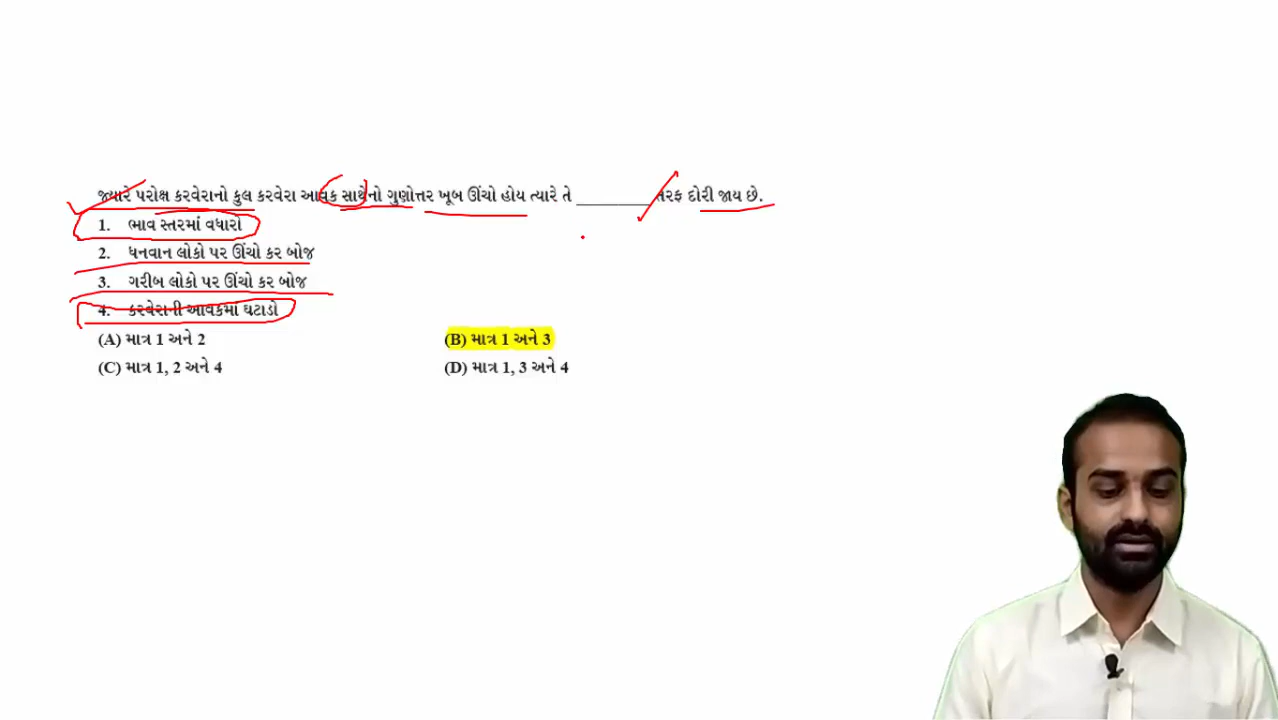 જ્યારે પરોક્ષ કરવેરાનો કુલ કરવેરા આવક સાથેનો ગુણોત્તર ખૂબ ઊંચો હોય ત્યારે તે _________ તરફ દોરી જાય છે.
1. ભાવ સ્તરમાં વધારો
2. ધનવાન લોકો પર ઊંચો કર બોજ
3. ગરીબ લોકો પર ઊંચો કર બોજ
4. કરવેરાની આવકમાં ઘટાડો
(A) માત્ર 1 અને 2 (B) માત્ર 1 અને 3
(C) માત્ર 1, 2 અને 4 (D) માત્ર 1, 3 અને 4